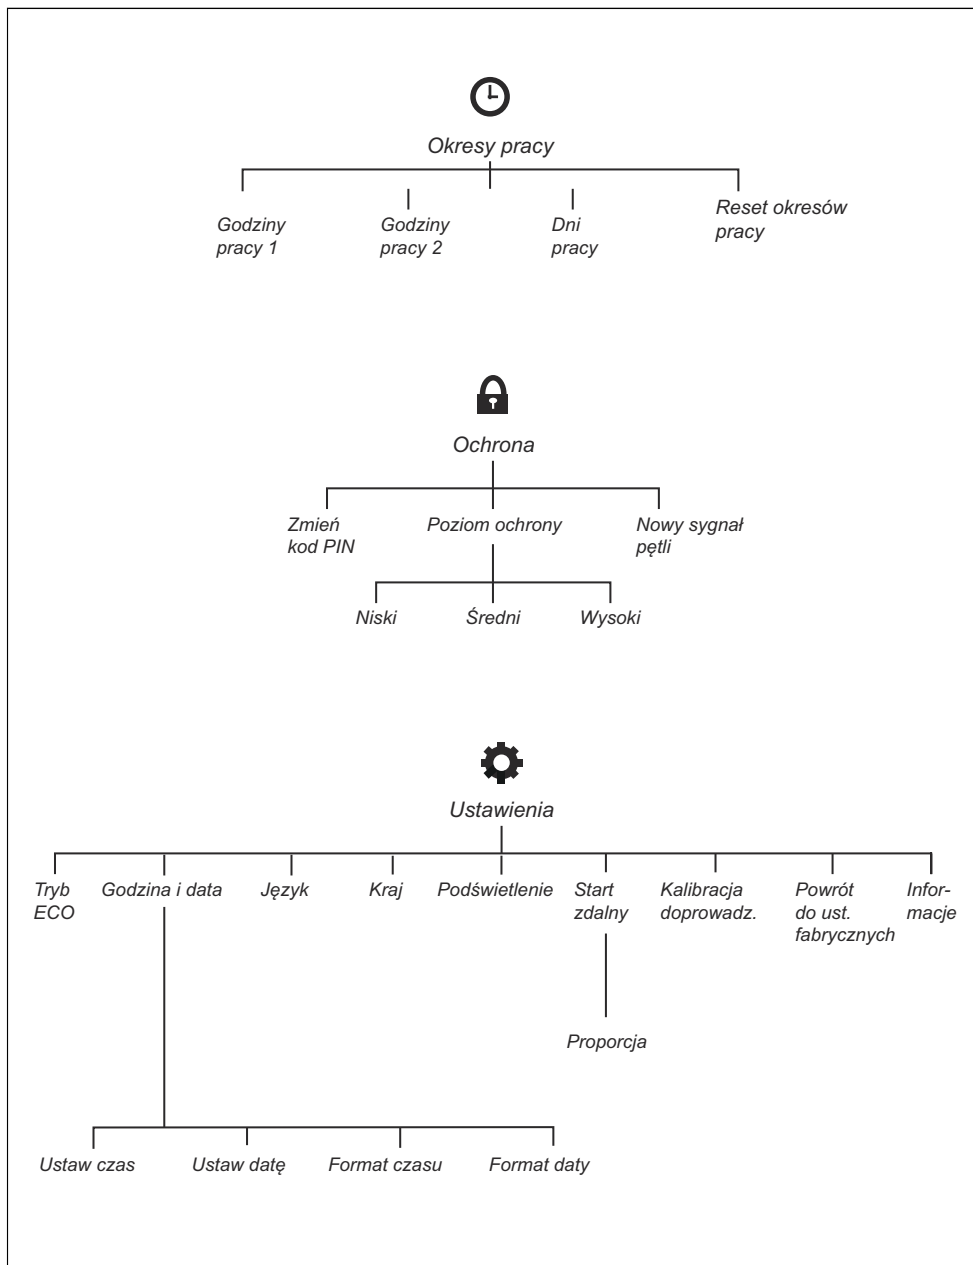 Okresy pracy
Godziny
pracy 1
Godziny
pracy 2
Dni
pracy
Reset okresów
pracy
Ochrona
Zmień
kod PIN
Poziom ochrony
Nowy sygnał
pętli
Niski
Średni
Wysoki
Ustawienia
Tryb
ECO
Godzina i data
Język
Kraj
Podświetlenie
Start
zdalny
Kalibracja
doprowadz.
Powrót
do ust.
fabrycznych
Infor-
macje
Proporcja
Ustaw czas
Ustaw datę
Format czasu
Format daty